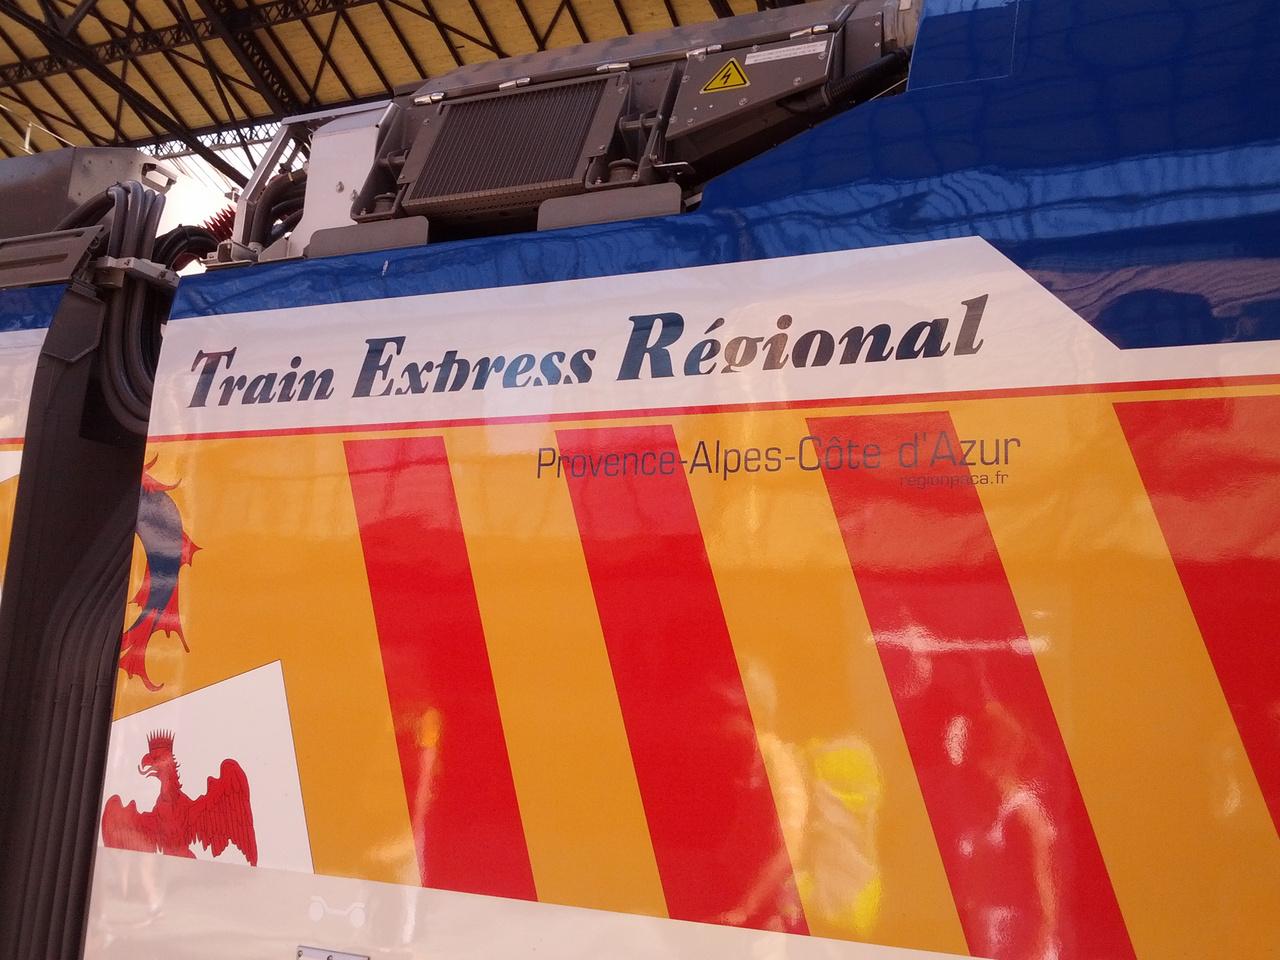 Train Express Régional
Provence-Alpes-Côte d'Azur
regionpaca.fr